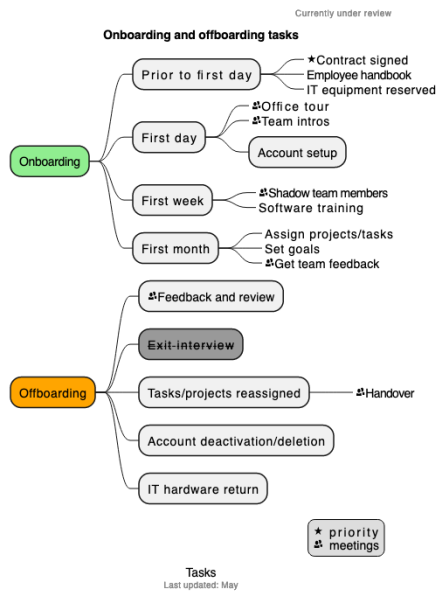 Currently under review
Onboarding and offboarding tasks
Onboarding
Prior to first day
★Contract signed
Employee handbook
IT equipment reserved
First day
Office tour
Team intros
Account setup
First week
Shadow team members
Software training
First month
Assign projects/tasks
Set goals
Get team feedback
Offboarding
Feedback and review
Exit interview
Tasks/projects reassigned
Handover
Account deactivation/deletion
IT hardware return
★ priority
meetings
Tasks
Last updated: May